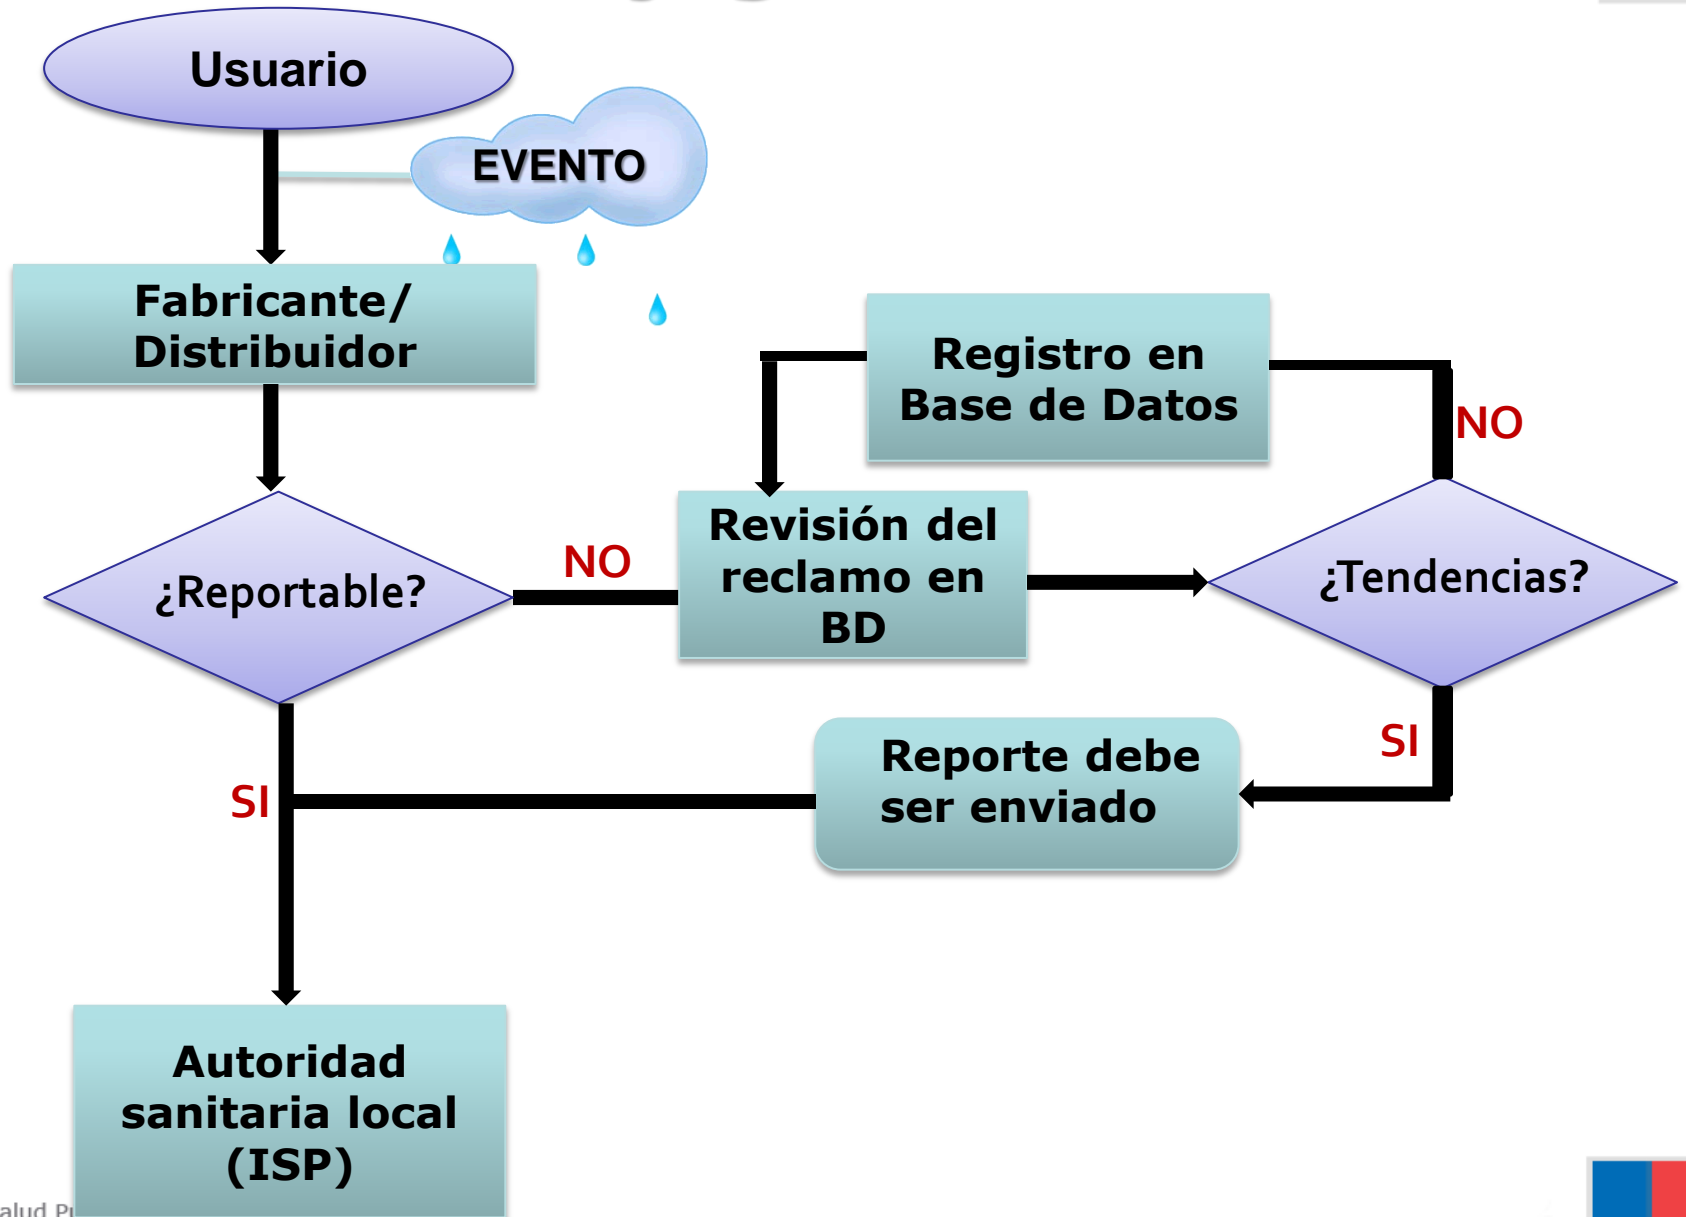 Usuario
EVENTO
Fabricante/
Distribuidor
Registro en
Base de Datos
NO
¿Reportable?
NO
Revisión del
reclamo en
BD
¿Tendencias?
SI
Reporte debe
ser enviado
SI
Autoridad
sanitaria local
(ISP)